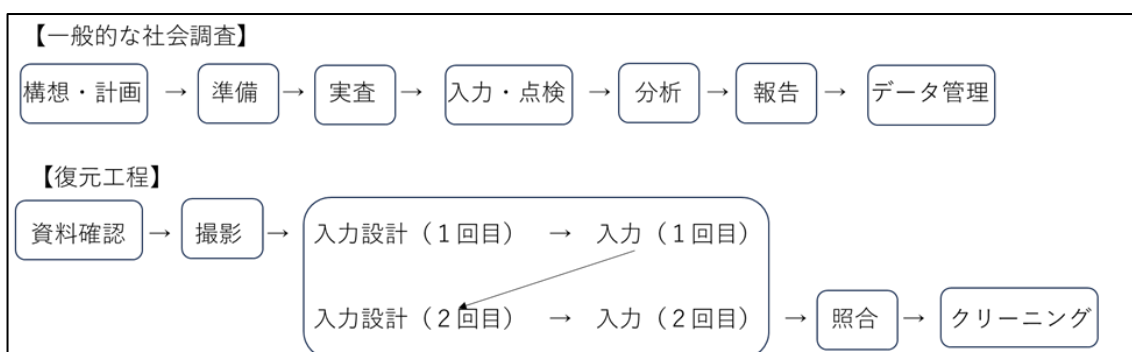 【一般的な社会調査】
構想・計画 → 準備 → 実査 → 入力・点検 → 分析 → 報告 → データ管理
【復元工程】
資料確認 → 撮影 → 入力設計（１回目） → 入力（１回目）
入力設計（２回目） → 入力（２回目） → 照合 → クリーニング